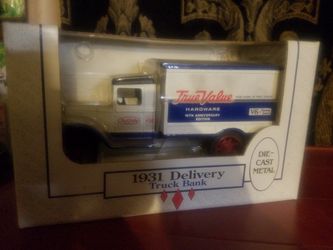 True Value
HARDWARE
10TH ANNIVERSARY
EDITION
1931 Delivery
Truck Bank
DIE-
CAST
METAL